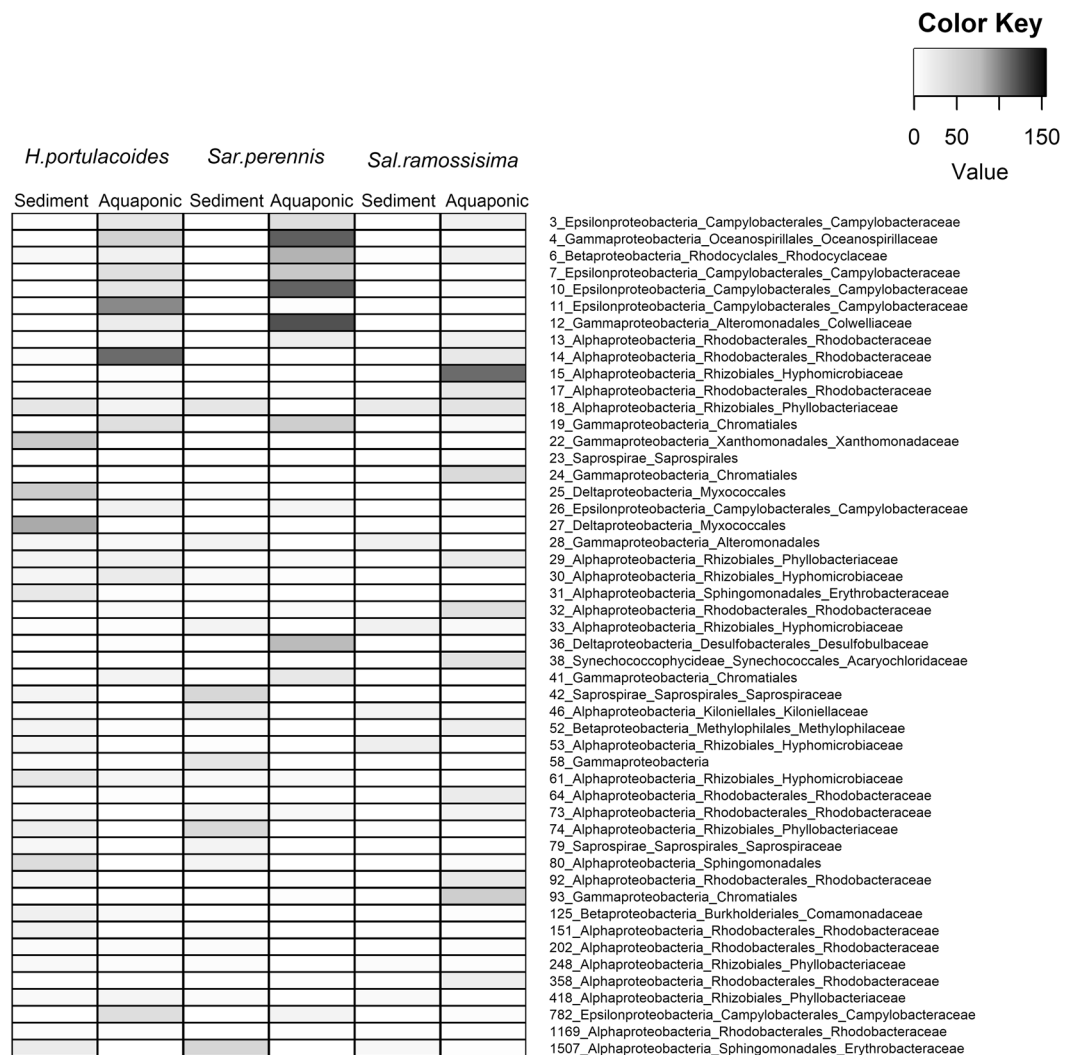 Color Key
0 50 150
Value
H.portulacoides Sar.perennis Sal.ramossisima
Sediment Aquaponic Sediment Aquaponic Sediment Aquaponic
3_Epsilonproteobacteria_Campylobacterales_Campylobacteraceae
4_Gammaproteobacteria_Oceanospirillales_Oceanospirillaceae
6_Betaproteobacteria_Rhodocyclales_Rhodocyclaceae
7_Epsilonproteobacteria_Campylobacterales_Campylobacteraceae
10_Epsilonproteobacteria_Campylobacterales_Campylobacteraceae
11_Epsilonproteobacteria_Campylobacterales_Campylobacteraceae
12_Gammaproteobacteria_Alteromonadales_Colwelliaceae
13_Alphaproteobacteria_Rhodobacterales_Rhodobacteraceae
14_Alphaproteobacteria_Rhodobacterales_Rhodobacteraceae
15_Alphaproteobacteria_Rhizobiales_Hyphomicrobiaceae
17_Alphaproteobacteria_Rhodobacterales_Rhodobacteraceae
18_Alphaproteobacteria_Rhizobiales_Phyllobacteriaceae
19_Gammaproteobacteria_Chromatiales
22_Gammaproteobacteria_Xanthomonadales_Xanthomonadaceae
23_Saprospirae_Saprospirales
24_Gammaproteobacteria_Chromatiales
25_Deltaproteobacteria_Myxococcales
26_Epsilonproteobacteria_Campylobacterales_Campylobacteraceae
27_Deltaproteobacteria_Myxococcales
28_Gammaproteobacteria_Alteromonadales
29_Alphaproteobacteria_Rhizobiales_Phyllobacteriaceae
30_Alphaproteobacteria_Rhizobiales_Hyphomicrobiaceae
31_Alphaproteobacteria_Sphingomonadales_Erythrobacteraceae
32_Alphaproteobacteria_Rhodobacterales_Rhodobacteraceae
33_Alphaproteobacteria_Rhizobiales_Hyphomicrobiaceae
36_Deltaproteobacteria_Desulfobacterales_Desulfobulbaceae
38_Synechococcophycideae_Synechococcales_Acaryochloridaceae
41_Gammaproteobacteria_Chromatiales
42_Saprospirae_Saprospirales_Saprospiraceae
46_Alphaproteobacteria_Kiloniellales_Kiloniellaceae
52_Betaproteobacteria_Methylophilales_Methylophilaceae
53_Alphaproteobacteria_Rhizobiales_Hyphomicrobiaceae
58_Gammaproteobacteria
61_Alphaproteobacteria_Rhizobiales_Hyphomicrobiaceae
64_Alphaproteobacteria_Rhodobacterales_Rhodobacteraceae
73_Alphaproteobacteria_Rhodobacterales_Rhodobacteraceae
74_Alphaproteobacteria_Rhizobiales_Phyllobacteriaceae
79_Saprospirae_Saprospirales_Saprospiraceae
80_Alphaproteobacteria_Sphingomonadales
92_Alphaproteobacteria_Rhodobacterales_Rhodobacteraceae
93_Gammaproteobacteria_Chromatiales
125_Betaproteobacteria_Burkholderiales_Comamonadaceae
151_Alphaproteobacteria_Rhodobacterales_Rhodobacteraceae
202_Alphaproteobacteria_Rhodobacterales_Rhodobacteraceae
248_Alphaproteobacteria_Rhizobiales_Phyllobacteriaceae
358_Alphaproteobacteria_Rhodobacterales_Rhodobacteraceae
418_Alphaproteobacteria_Rhizobiales_Phyllobacteriaceae
782_Epsilonproteobacteria_Campylobacterales_Campylobacteraceae
1169_Alphaproteobacteria_Rhodobacterales_Rhodobacteraceae
1507_Alphaproteobacteria_Sphingomonadales_Erythrobacteraceae